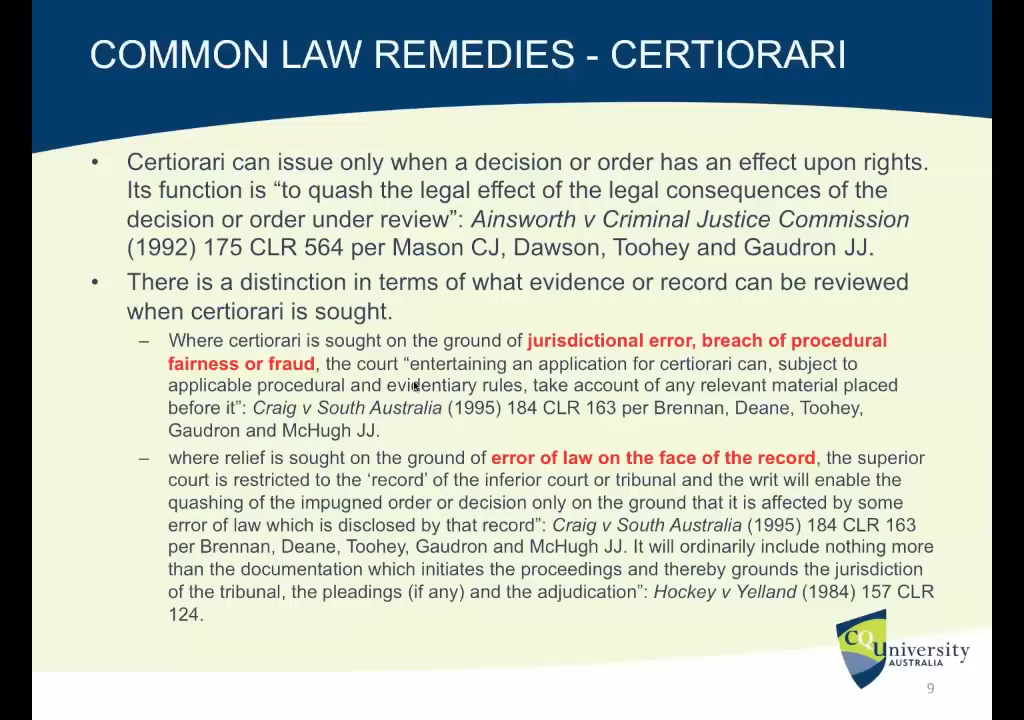 COMMON LAW REMEDIES - CERTIORARI
• Certiorari can issue only when a decision or order has an effect upon rights.
Its function is “to quash the legal effect of the legal consequences of the
decision or order under review”: Ainsworth v Criminal Justice Commission
(1992) 175 CLR 564 per Mason CJ, Dawson, Toohey and Gaudron JJ.
• There is a distinction in terms of what evidence or record can be reviewed
when certiorari is sought.
– Where certiorari is sought on the ground of jurisdictional error, breach of procedural
fairness or fraud, the court “entertaining an application for certiorari can, subject to
applicable procedural and evidentiary rules, take account of any relevant material placed
before it”: Craig v South Australia (1995) 184 CLR 163 per Brennan, Deane, Toohey,
Gaudron and McHugh JJ.
– where relief is sought on the ground of error of law on the face of the record, the superior
court is restricted to the ‘record’ of the inferior court or tribunal and the writ will enable the
quashing of the impugned order or decision only on the ground that it is affected by some
error of law which is disclosed by that record”: Craig v South Australia (1995) 184 CLR 163
per Brennan, Deane, Toohey, Gaudron and McHugh JJ. It will ordinarily include nothing more
than the documentation which initiates the proceedings and thereby grounds the jurisdiction
of the tribunal, the pleadings (if any) and the adjudication”: Hockey v Yelland (1984) 157 CLR
124.
CQUniversity
AUSTRALIA
9